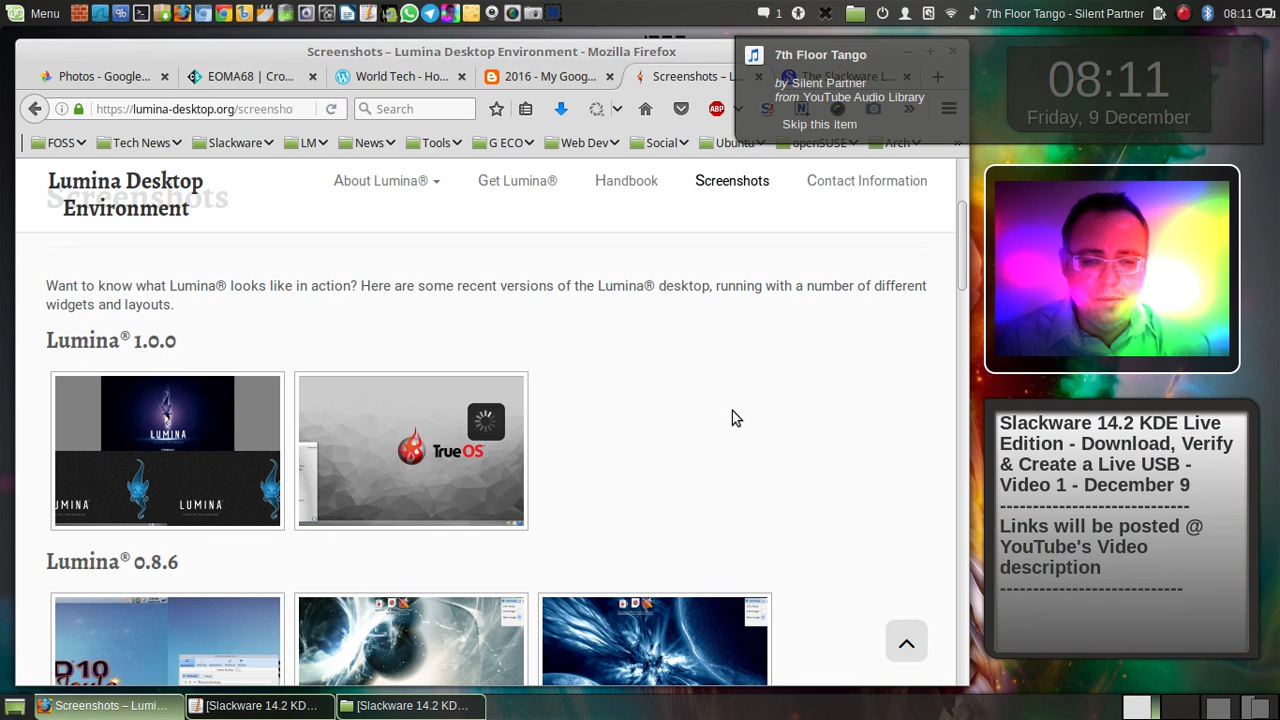 Menu
1
7th Floor Tango - Silent Partner
08:11
Screenshots – Lumina Desktop Environment - Mozilla Firefox
Photos - Google...
EOMA68 | Cro...
World Tech - Ho...
2016 - My Goog...
Screenshots – L...
The Slackware L...
7th Floor Tango
by Silent Partner
from YouTube Audio Library
Skip this item
08:11
Friday, 9 December
https://lumina-desktop.org/screensho
Search
ABP
FOSS
Tech News
Slackware
LM
News
Tools
G ECO
Web Dev
Social
Ubuntu
openSUSE
Arch
Screenshots
Lumina Desktop
Environment
About Lumina®
Get Lumina®
Handbook
Screenshots
Contact Information
Want to know what Lumina® looks like in action? Here are some recent versions of the Lumina® desktop, running with a number of different
widgets and layouts.
Lumina® 1.0.0
LUMINA
LUMINA
TrueOS
Lumina® 0.8.6
D10
Slackware 14.2 KDE Live
Edition - Download, Verify
& Create a Live USB -
Video 1 - December 9
----------------------------
Links will be posted @
YouTube's Video
description
---------------------------
Screenshots – Lumi...
[Slackware 14.2 KD...
[Slackware 14.2 KD...